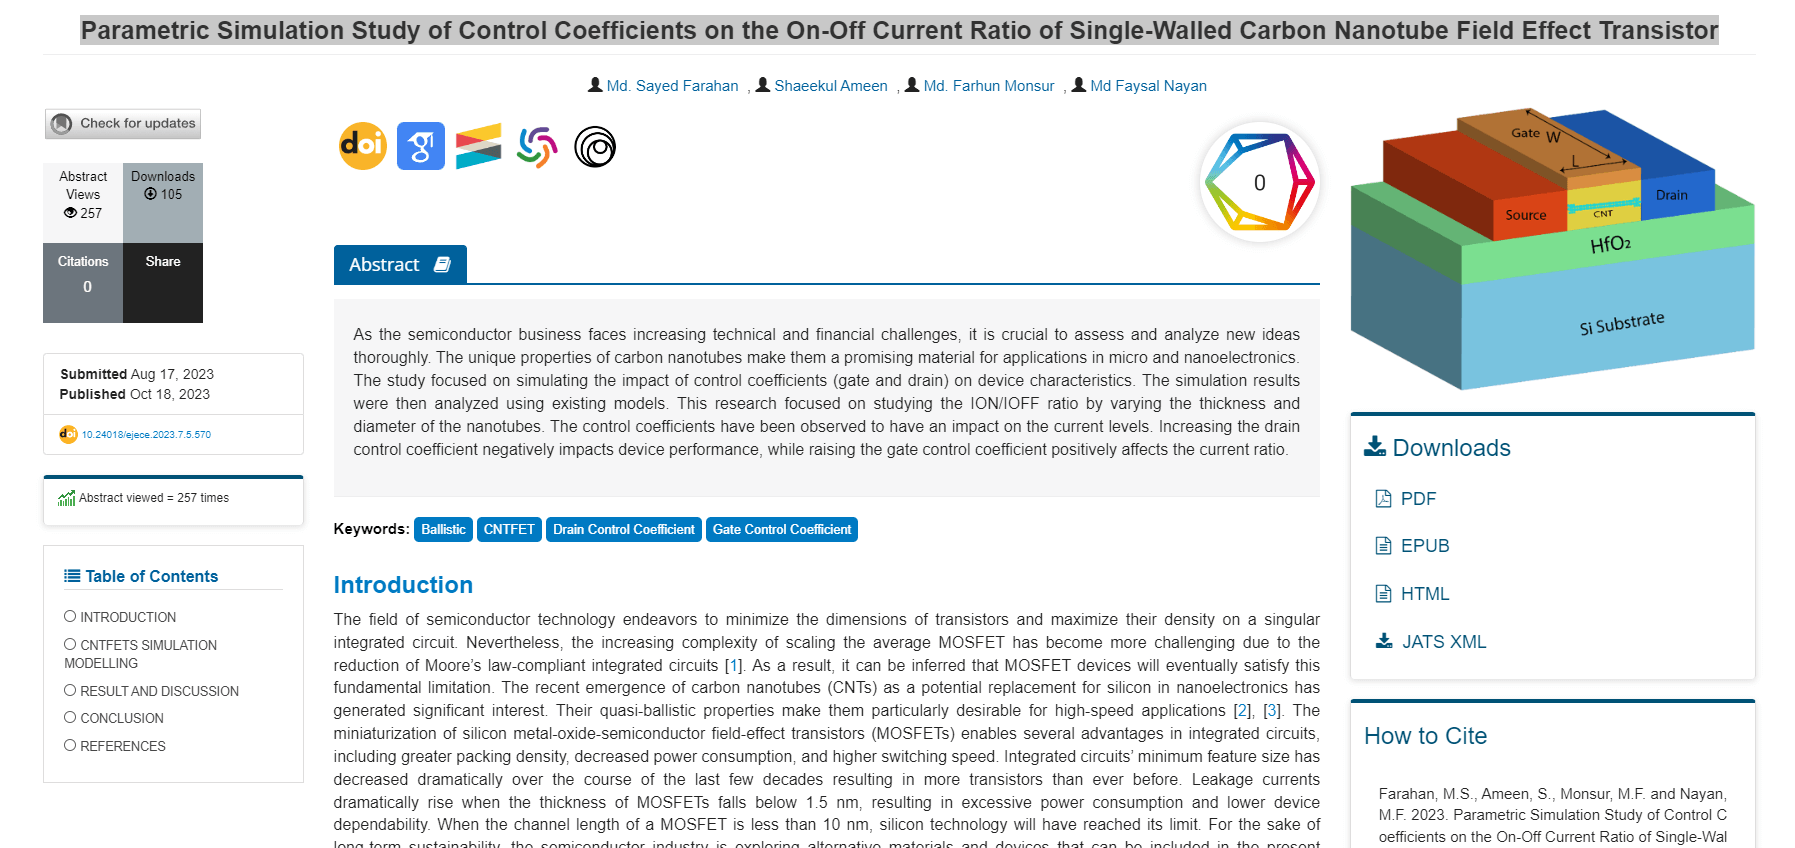 Parametric Simulation Study of Control Coefficients on the On-Off Current Ratio of Single-Walled Carbon Nanotube Field Effect Transistor
Md. Sayed Farahan , Shaeekul Ameen , Md. Farhun Monsur , Md Faysal Nayan
Check for updates
Abstract Views
257
Downloads
105
Citations
0
Share
Submitted Aug 17, 2023
Published Oct 18, 2023
doi 10.24018/ejece.2023.7.5.570
Abstract viewed = 257 times
Table of Contents
INTRODUCTION
CNTFETS SIMULATION
MODELLING
RESULT AND DISCUSSION
CONCLUSION
REFERENCES
doi
0
Abstract
As the semiconductor business faces increasing technical and financial challenges, it is crucial to assess and analyze new ideas
thoroughly. The unique properties of carbon nanotubes make them a promising material for applications in micro and nanoelectronics.
The study focused on simulating the impact of control coefficients (gate and drain) on device characteristics. The simulation results
were then analyzed using existing models. This research focused on studying the ION/IOFF ratio by varying the thickness and
diameter of the nanotubes. The control coefficients have been observed to have an impact on the current levels. Increasing the drain
control coefficient negatively impacts device performance, while raising the gate control coefficient positively affects the current ratio.
Keywords: Ballistic CNTFET Drain Control Coefficient Gate Control Coefficient
Introduction
The field of semiconductor technology endeavors to minimize the dimensions of transistors and maximize their density on a singular
integrated circuit. Nevertheless, the increasing complexity of scaling the average MOSFET has become more challenging due to the
reduction of Moore’s law-compliant integrated circuits [1]. As a result, it can be inferred that MOSFET devices will eventually satisfy this
fundamental limitation. The recent emergence of carbon nanotubes (CNTs) as a potential replacement for silicon in nanoelectronics has
generated significant interest. Their quasi-ballistic properties make them particularly desirable for high-speed applications [2], [3]. The
miniaturization of silicon metal-oxide-semiconductor field-effect transistors (MOSFETs) enables several advantages in integrated circuits,
including greater packing density, decreased power consumption, and higher switching speed. Integrated circuits’ minimum feature size has
decreased dramatically over the course of the last few decades resulting in more transistors than ever before. Leakage currents
dramatically rise when the thickness of MOSFETs falls below 1.5 nm, resulting in excessive power consumption and lower device
dependability. When the channel length of a MOSFET is less than 10 nm, silicon technology will have reached its limit. For the sake of
long-term sustainability, the semiconductor industry is exploring alternative materials and devices that can be included in the present
Gate W
L
Source
CNT
Drain
HfO₂
Si Substrate
Downloads
PDF
EPUB
HTML
JATS XML
How to Cite
Farahan, M.S., Ameen, S., Monsur, M.F. and Nayan,
M.F. 2023. Parametric Simulation Study of Control C
oefficients on the On-Off Current Ratio of Single-Wal